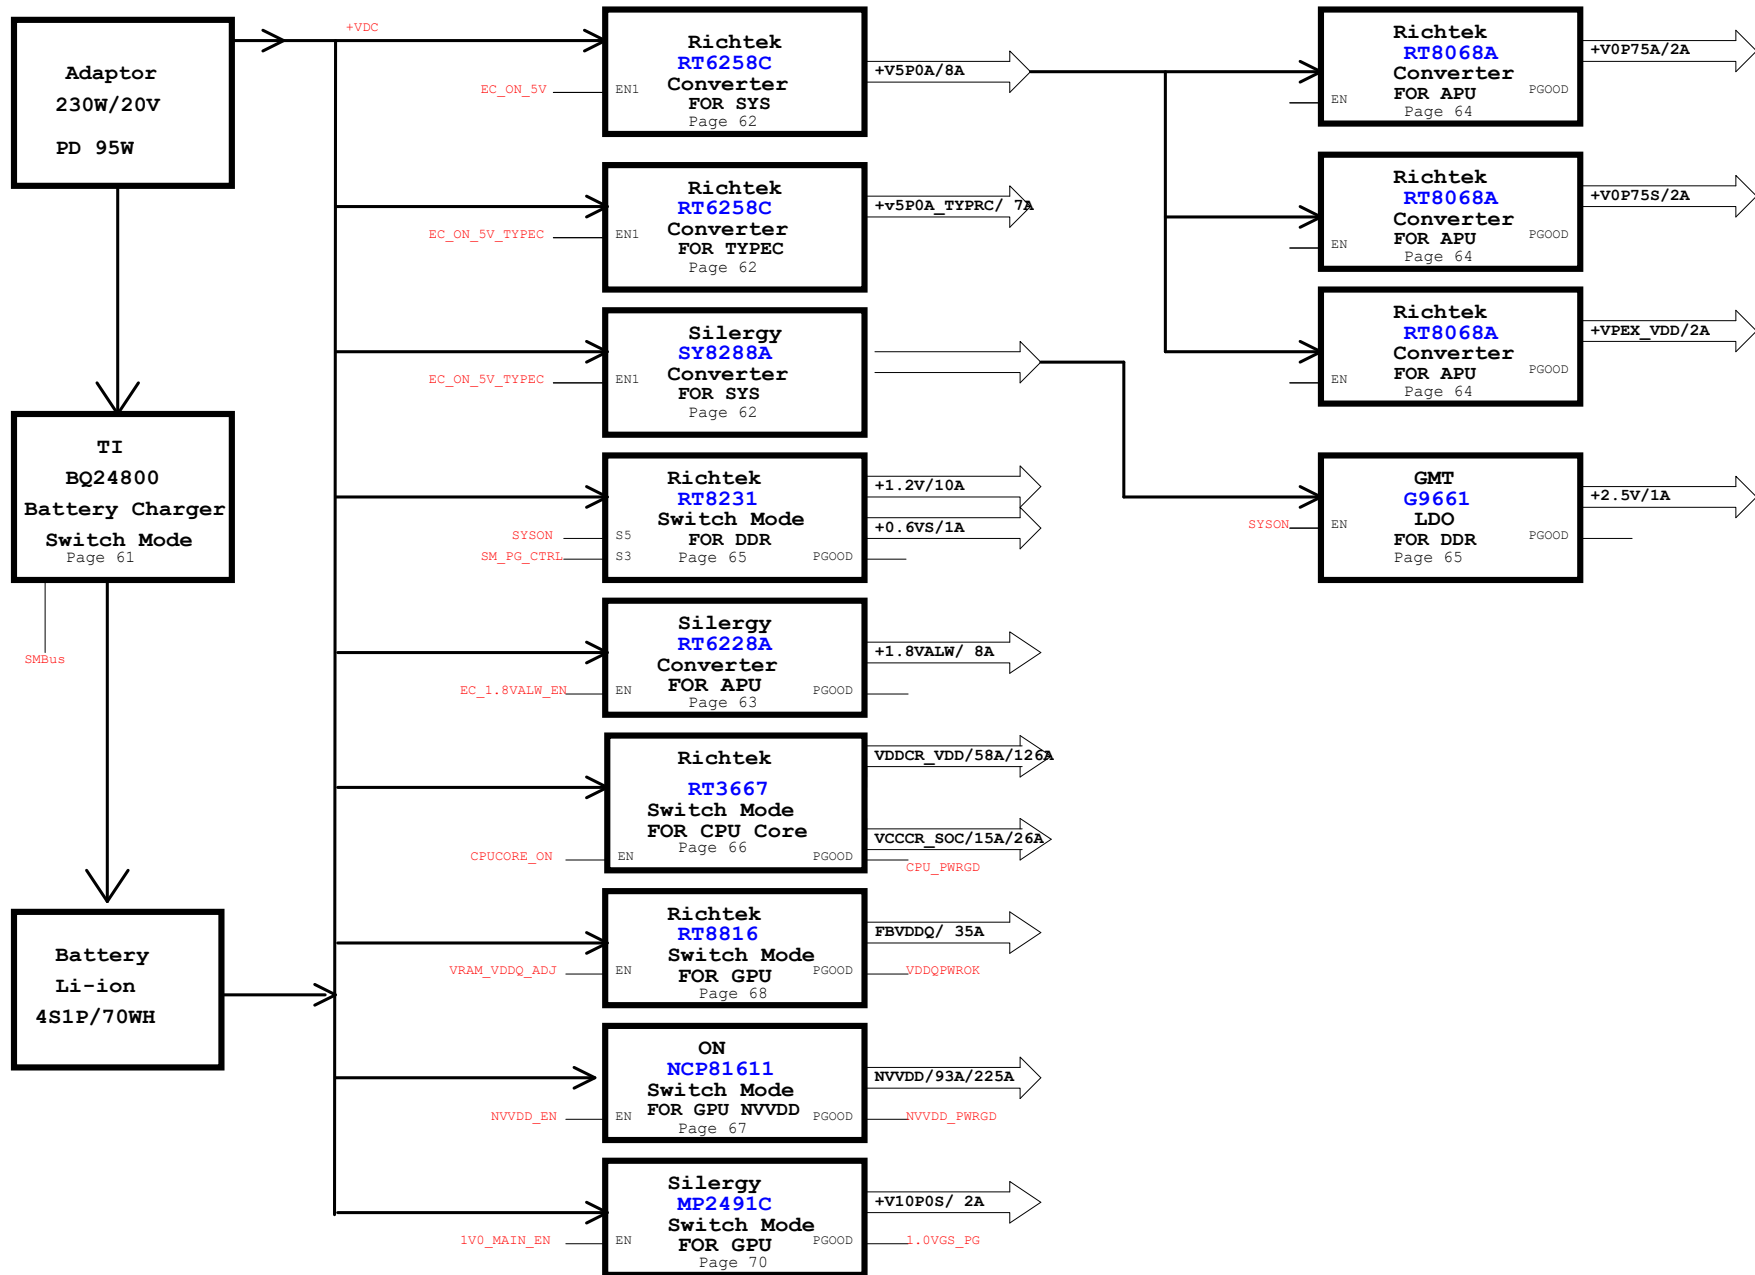 Adaptor
230W/20V
PD 95W
TI
BQ24800
Battery Charger
Switch Mode
Page 61
SMBus
Battery
Li-ion
4S1P/70WH
+VDC
Richtek
RT6258C
Converter
FOR SYS
Page 62
EC_ON_5V
EN1
+V5P0A/8A
Richtek
RT6258C
Converter
FOR TYPEC
Page 62
EC_ON_5V_TYPEC
EN1
+v5P0A_TYPRC/ 7A
Silergy
SY8288A
Converter
FOR SYS
Page 62
EC_ON_5V_TYPEC
EN1
Richtek
RT8231
Switch Mode
FOR DDR
Page 65
SYSON
S5
SM_PG_CTRL
S3
PGOOD
+1.2V/10A
+0.6VS/1A
Silergy
RT6228A
Converter
FOR APU
Page 63
EC_1.8VALW_EN
EN
PGOOD
+1.8VALW/ 8A
Richtek
RT3667
Switch Mode
FOR CPU Core
Page 66
CPUCORE_ON
EN
PGOOD
CPU_PWRGD
VDDCR_VDD/58A/126A
VCCCR_SOC/15A/26A
Richtek
RT8816
Switch Mode
FOR GPU
Page 68
VRAM_VDDQ_ADJ
EN
PGOOD
VDDQPWROK
FBVDDQ/ 35A
ON
NCP81611
Switch Mode
FOR GPU NVVDD
Page 67
NVVDD_EN
EN
PGOOD
NVVDD_PWRGD
NVVDD/93A/225A
Silergy
MP2491C
Switch Mode
FOR GPU
Page 70
1V0_MAIN_EN
EN
PGOOD
1.0VGS_PG
+V10P0S/ 2A
Richtek
RT8068A
Converter
FOR APU
Page 64
EN
PGOOD
+V0P75A/2A
Richtek
RT8068A
Converter
FOR APU
Page 64
EN
PGOOD
+V0P75S/2A
Richtek
RT8068A
Converter
FOR APU
Page 64
EN
PGOOD
+VPEX_VDD/2A
GMT
G9661
LDO
FOR DDR
Page 65
SYSON
EN
PGOOD
+2.5V/1A